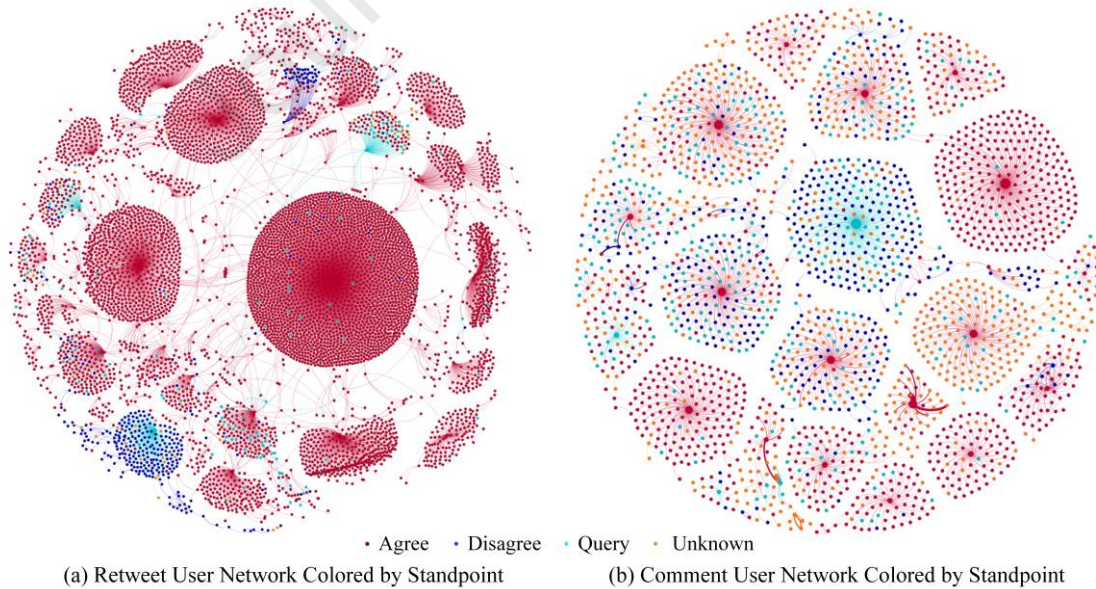 Agree Disagree Query Unknown
(a) Retweet User Network Colored by Standpoint (b) Comment User Network Colored by Standpoint